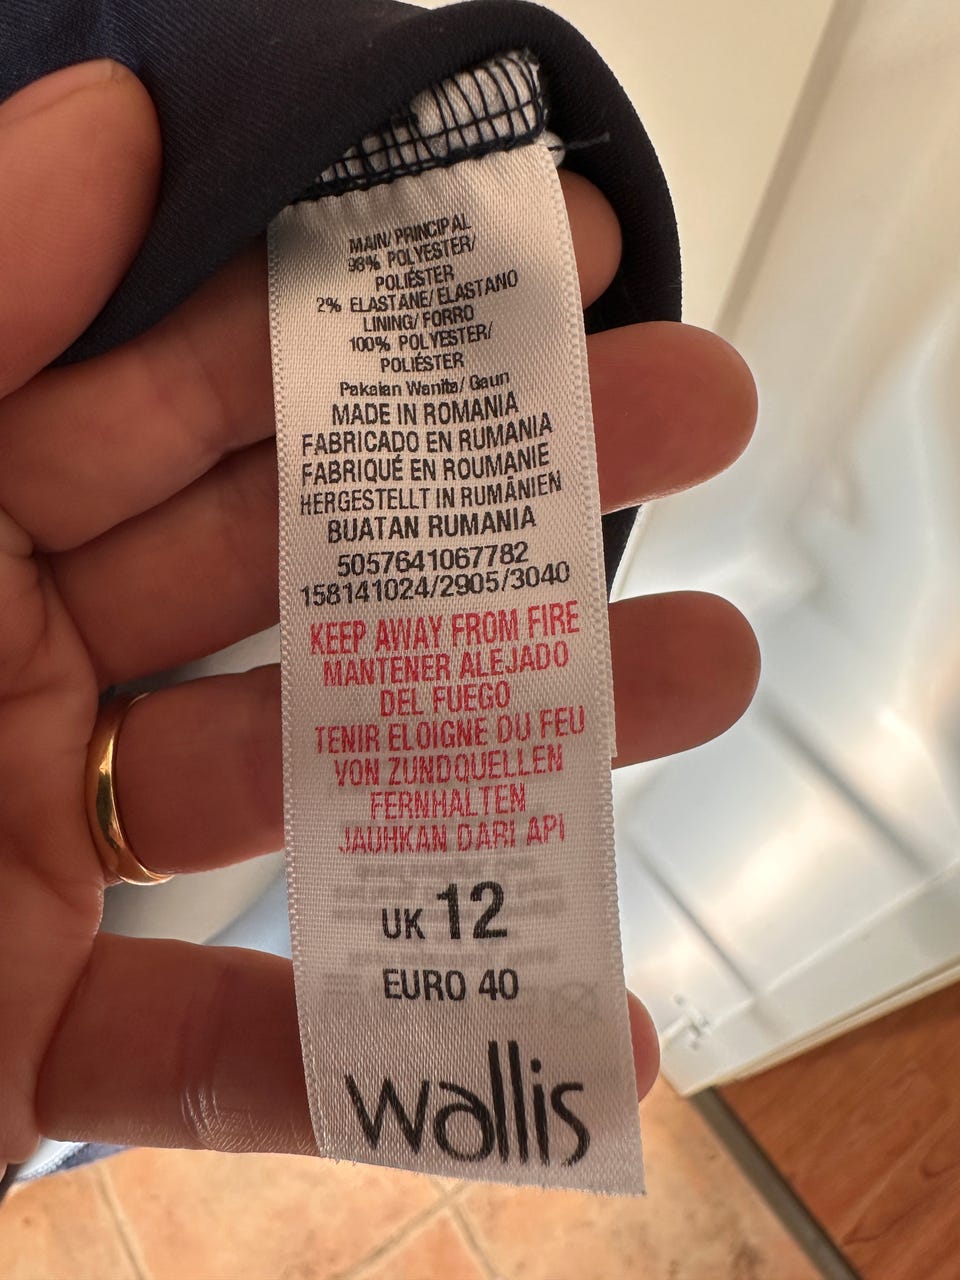 MAIN/PRINCIPAL
98% POLYESTER/
POLIÉSTER
2% ELASTANE/ELASTANO
LINING/FORRO
100% POLYESTER/
POLIÉSTER
Pakaian Wanita/Gaun
MADE IN ROMANIA
FABRICADO EN RUMANIA
FABRIQUÉ EN ROUMANIE
HERGESTELLT IN RUMÄNIEN
BUATAN RUMANIA
5057641067782
158141024/2905/3040
KEEP AWAY FROM FIRE
MANTENER ALEJADO
DEL FUEGO
TENIR ELOIGNE DU FEU
VON ZUNDQUELLEN
FERNHALTEN
JAUHKAN DARI API
UK 12
EURO 40
wallis